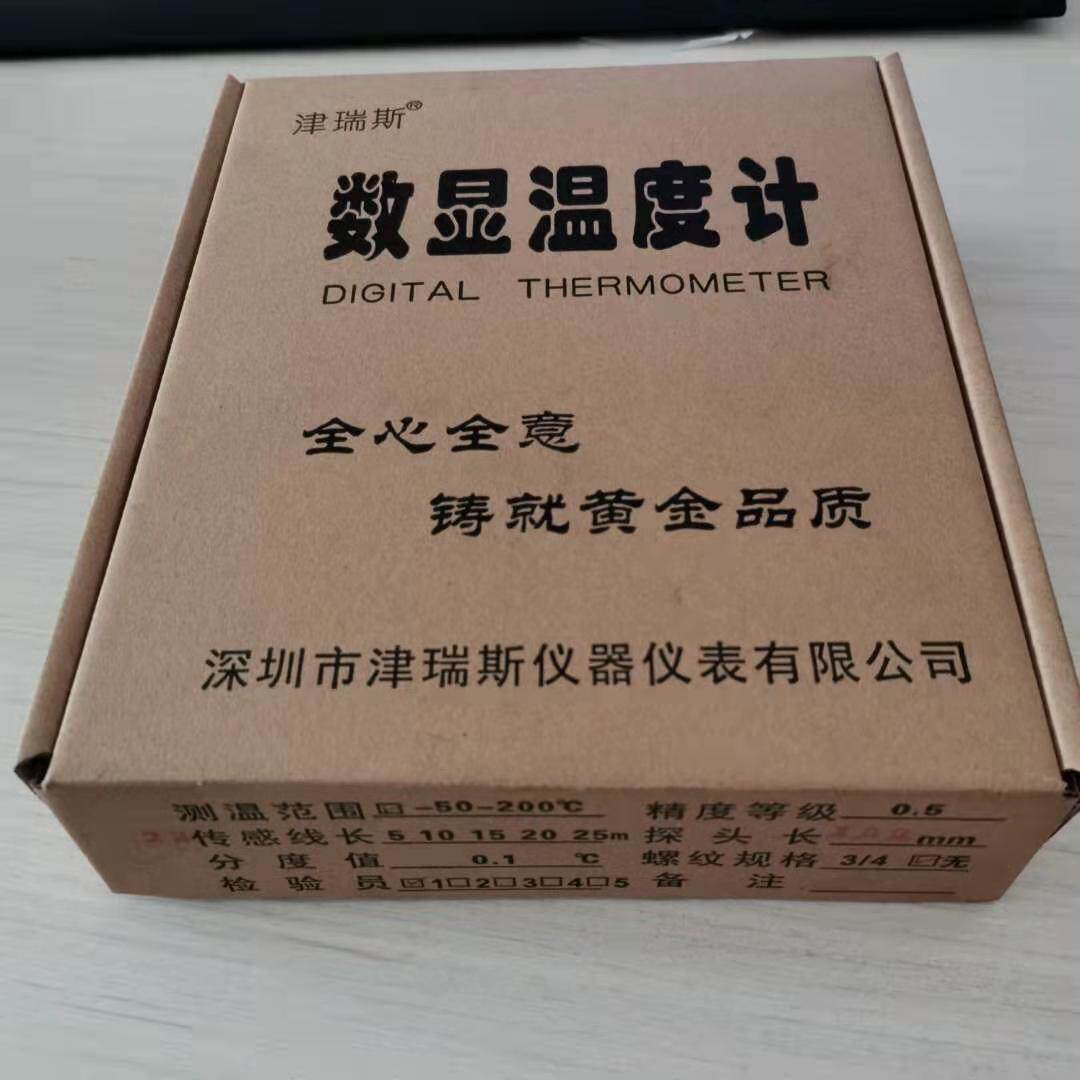 津瑞斯®
数显温度计
DIGITAL THERMOMETER
全心全意
铸就黄金品质
深圳市津瑞斯仪器仪表有限公司
测温范围 □ -50-200℃ 精度等级 0.5
传感线长 5 10 15 20 25m 探头长 mm
分度值 0.1 ℃ 螺纹规格 3/4 □无
检验员 ☑1□2□3□4□5 备注